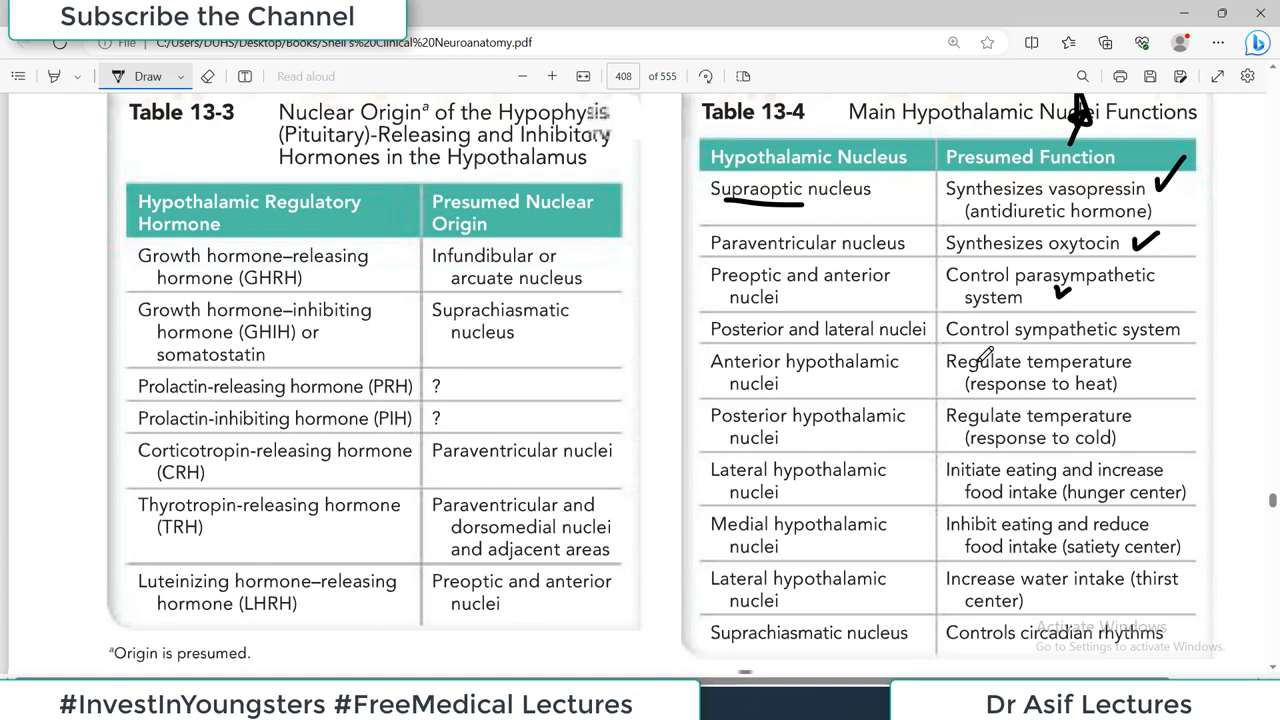 Subscribe the Channel
File
C:/Users/DUHS/Desktop/Books/Snell's%20Clinical%20Neuroanatomy.pdf
Draw
Read aloud
408
of 555
Table 13-3
Nuclear Originᵃ of the Hypophysis
(Pituitary)-Releasing and Inhibitory
Hormones in the Hypothalamus
Hypothalamic Regulatory
Hormone
Presumed Nuclear
Origin
Growth hormone–releasing
hormone (GHRH)
Infundibular or
arcuate nucleus
Growth hormone–inhibiting
hormone (GHIH) or
somatostatin
Suprachiasmatic
nucleus
Prolactin-releasing hormone (PRH)
?
Prolactin-inhibiting hormone (PIH)
?
Corticotropin-releasing hormone
(CRH)
Paraventricular nuclei
Thyrotropin-releasing hormone
(TRH)
Paraventricular and
dorsomedial nuclei
and adjacent areas
Luteinizing hormone–releasing
hormone (LHRH)
Preoptic and anterior
nuclei
ᵃOrigin is presumed.
Table 13-4
Main Hypothalamic Nuclei Functions
Hypothalamic Nucleus
Presumed Function
Supraoptic nucleus
Synthesizes vasopressin
(antidiuretic hormone)
Paraventricular nucleus
Synthesizes oxytocin
Preoptic and anterior
nuclei
Control parasympathetic
system
Posterior and lateral nuclei
Control sympathetic system
Anterior hypothalamic
nuclei
Regulate temperature
(response to heat)
Posterior hypothalamic
nuclei
Regulate temperature
(response to cold)
Lateral hypothalamic
nuclei
Initiate eating and increase
food intake (hunger center)
Medial hypothalamic
nuclei
Inhibit eating and reduce
food intake (satiety center)
Lateral hypothalamic
nuclei
Increase water intake (thirst
center)
Suprachiasmatic nucleus
Controls circadian rhythms
Activate Windows
Go to Settings to activate Windows.
#InvestInYoungsters #FreeMedical Lectures
Dr Asif Lectures